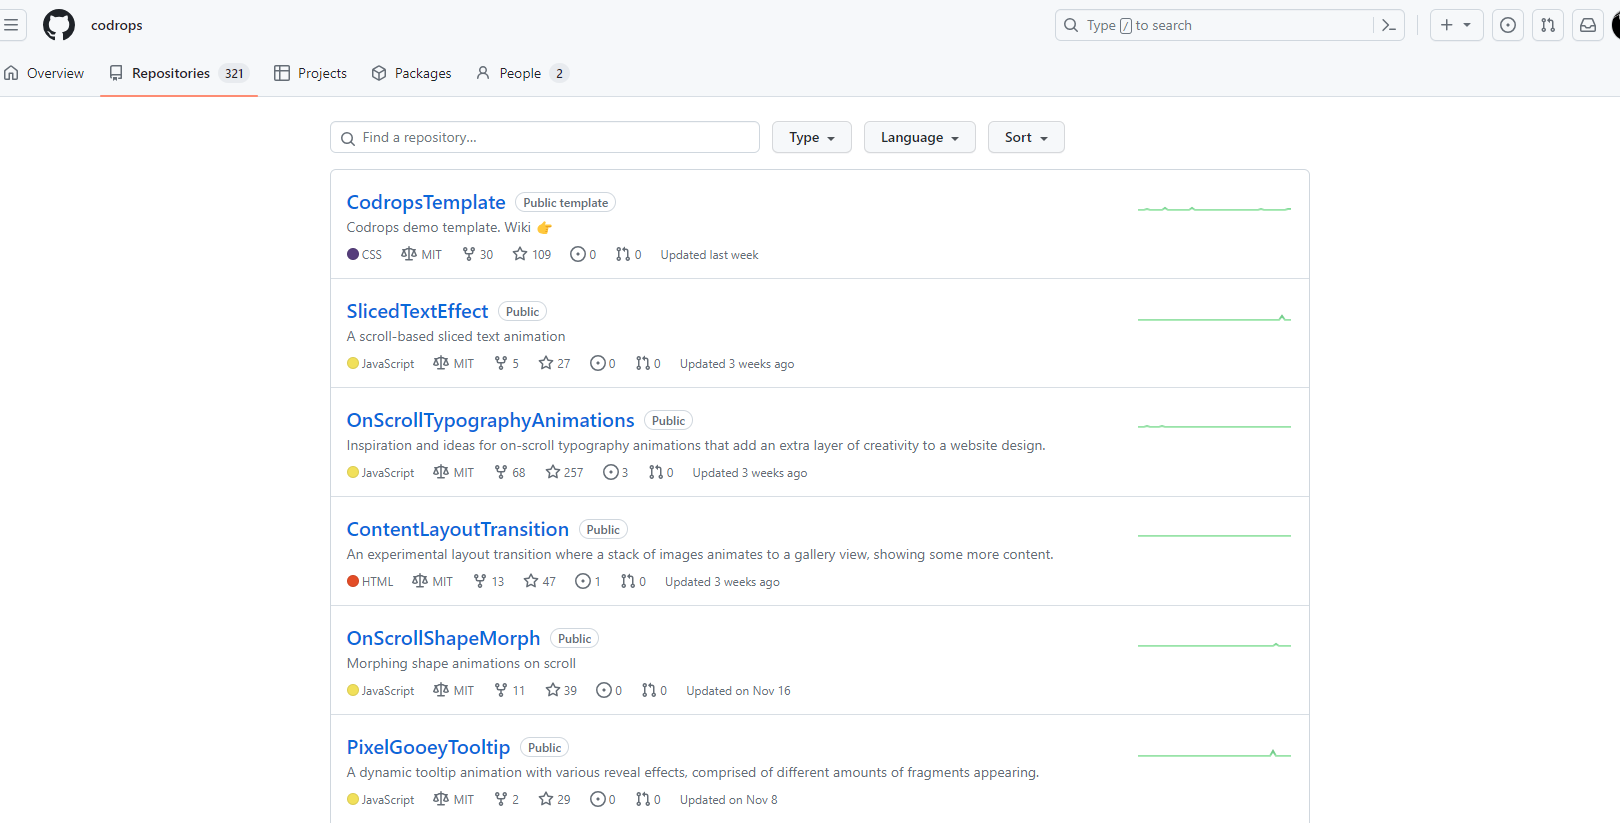 codrops
Type / to search
Overview Repositories 321 Projects Packages People 2
Find a repository...
Type Language Sort
CodropsTemplate Public template
Codrops demo template. Wiki 👉
CSS MIT 30 109 0 0 Updated last week
SlicedTextEffect Public
A scroll-based sliced text animation
JavaScript MIT 5 27 0 0 Updated 3 weeks ago
OnScrollTypographyAnimations Public
Inspiration and ideas for on-scroll typography animations that add an extra layer of creativity to a website design.
JavaScript MIT 68 257 3 0 Updated 3 weeks ago
ContentLayoutTransition Public
An experimental layout transition where a stack of images animates to a gallery view, showing some more content.
HTML MIT 13 47 1 0 Updated 3 weeks ago
OnScrollShapeMorph Public
Morphing shape animations on scroll
JavaScript MIT 11 39 0 0 Updated on Nov 16
PixelGooeyTooltip Public
A dynamic tooltip animation with various reveal effects, comprised of different amounts of fragments appearing.
JavaScript MIT 2 29 0 0 Updated on Nov 8